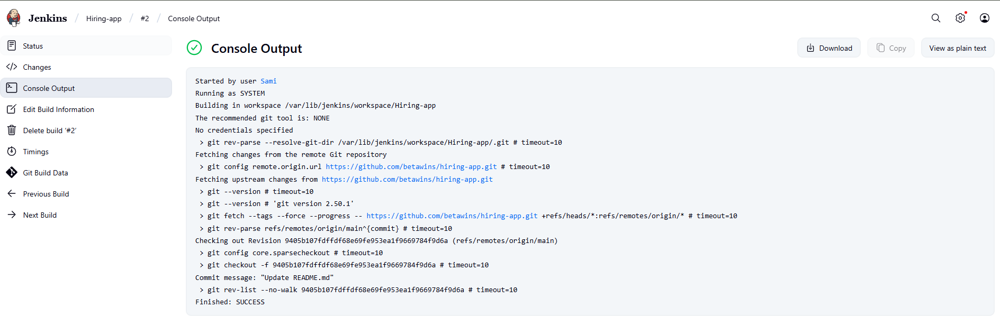 Jenkins / Hiring-app / #2 / Console Output
Status
Changes
Console Output
Edit Build Information
Delete build ‘#2’
Timings
Git Build Data
Previous Build
Next Build
Console Output
Download
Copy
View as plain text
Started by user Sami
Running as SYSTEM
Building in workspace /var/lib/jenkins/workspace/Hiring-app
The recommended git tool is: NONE
No credentials specified
 > git rev-parse --resolve-git-dir /var/lib/jenkins/workspace/Hiring-app/.git # timeout=10
Fetching changes from the remote Git repository
 > git config remote.origin.url https://github.com/betawins/hiring-app.git # timeout=10
Fetching upstream changes from https://github.com/betawins/hiring-app.git
 > git --version # timeout=10
 > git --version # 'git version 2.50.1'
 > git fetch --tags --force --progress -- https://github.com/betawins/hiring-app.git +refs/heads/*:refs/remotes/origin/* # timeout=10
 > git rev-parse refs/remotes/origin/main^{commit} # timeout=10
Checking out Revision 9405b107fdffdf68e69fe953ea1f9669784f9d6a (refs/remotes/origin/main)
 > git config core.sparsecheckout # timeout=10
 > git checkout -f 9405b107fdffdf68e69fe953ea1f9669784f9d6a # timeout=10
Commit message: "Update README.md"
 > git rev-list --no-walk 9405b107fdffdf68e69fe953ea1f9669784f9d6a # timeout=10
Finished: SUCCESS